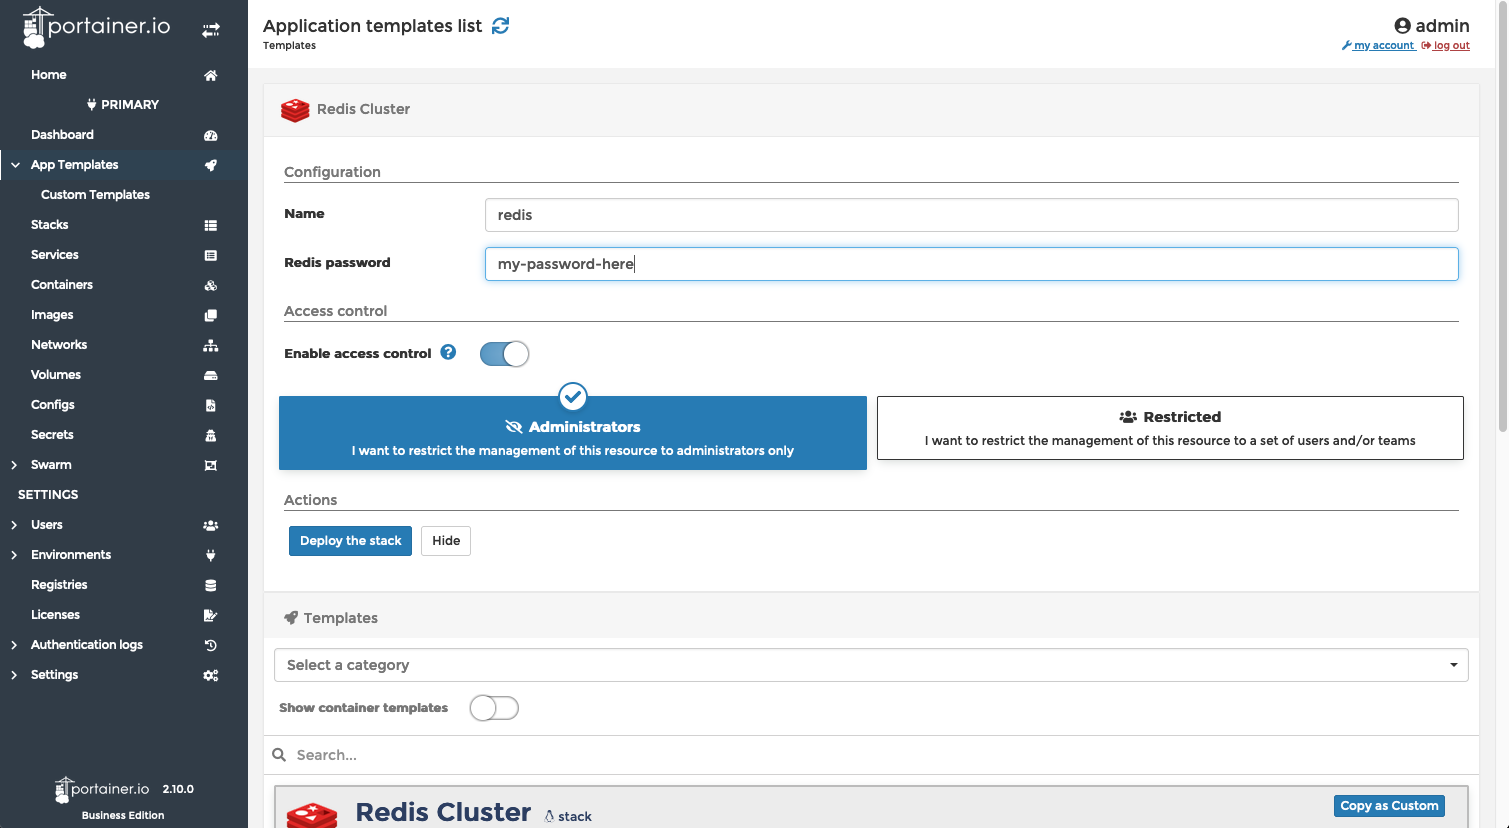 portainer.io
Home
PRIMARY
Dashboard
App Templates
Custom Templates
Stacks
Services
Containers
Images
Networks
Volumes
Configs
Secrets
Swarm
SETTINGS
Users
Environments
Registries
Licenses
Authentication logs
Settings
portainer.io 2.10.0
Business Edition
Application templates list
Templates
admin
my account log out
Redis Cluster
Configuration
Name redis
Redis password my-password-here
Access control
Enable access control
Administrators
I want to restrict the management of this resource to administrators only
Restricted
I want to restrict the management of this resource to a set of users and/or teams
Actions
Deploy the stack Hide
Templates
Select a category
Show container templates
Search...
Redis Cluster stack
Copy as Custom